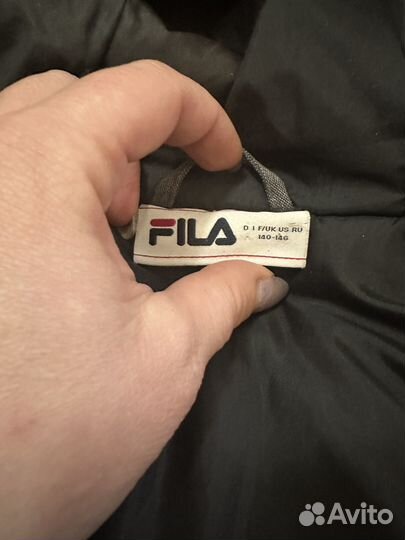 FILA
D I F/UK US RU
140-146
Avito